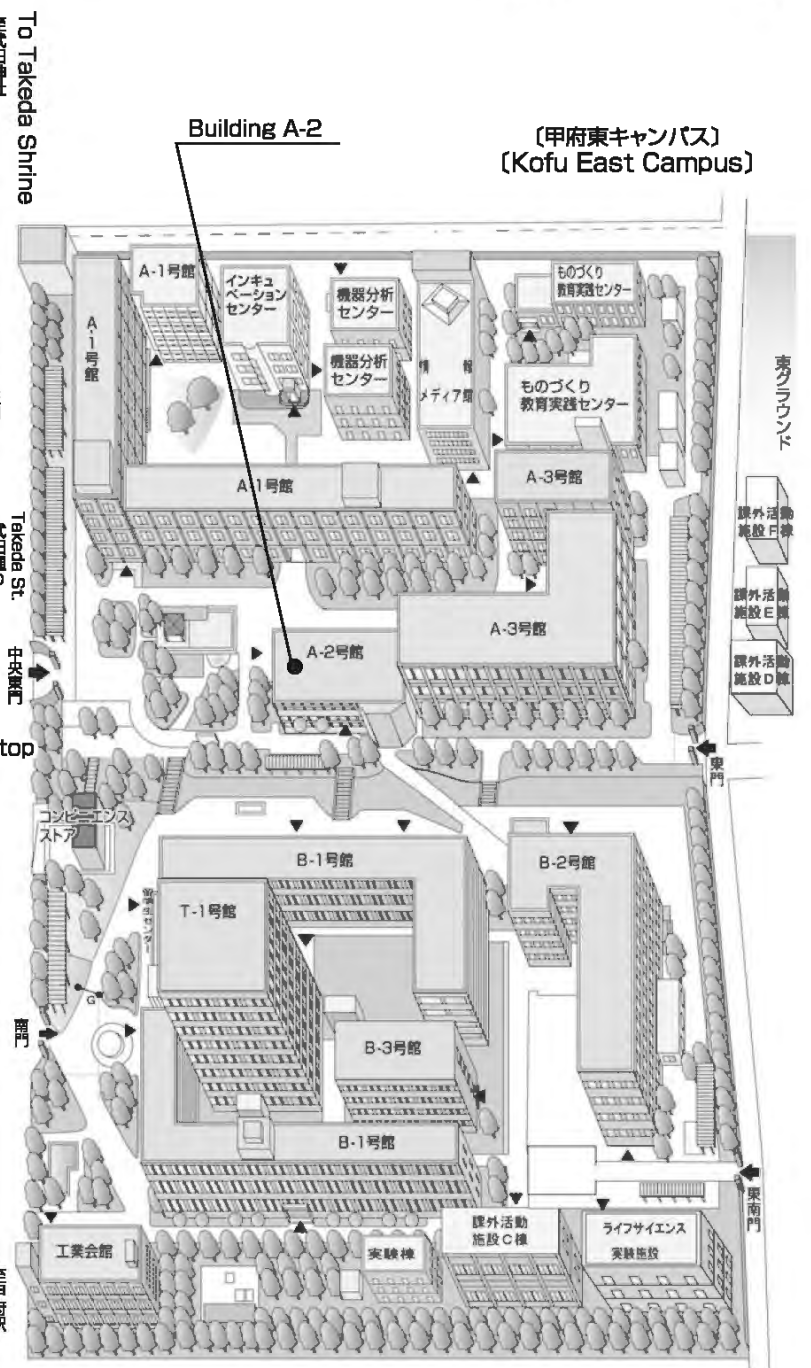 To Takeda Shrine
Building A-2
〔甲府東キャンパス〕
〔Kofu East Campus〕
A-1号館
インキュ
ベーション
センター
機器分析
センター
ものづくり
教育実践センター
A-1号館
機器分析
センター
情 報
メディア館
ものづくり
教育実践センター
東グラウンド
A-1号館
A-3号館
課外活動
施設F棟
Takeda St.
課外活動
施設E棟
A-3号館
A-2号館
課外活動
施設D棟
中央東門
top
東門
コンビニエンス
ストア
B-1号館
B-2号館
T-1号館
留学生センター
G
南門
B-3号館
B-1号館
東南門
課外活動
施設C棟
ライフサイエンス
実験施設
工業会館
実験棟